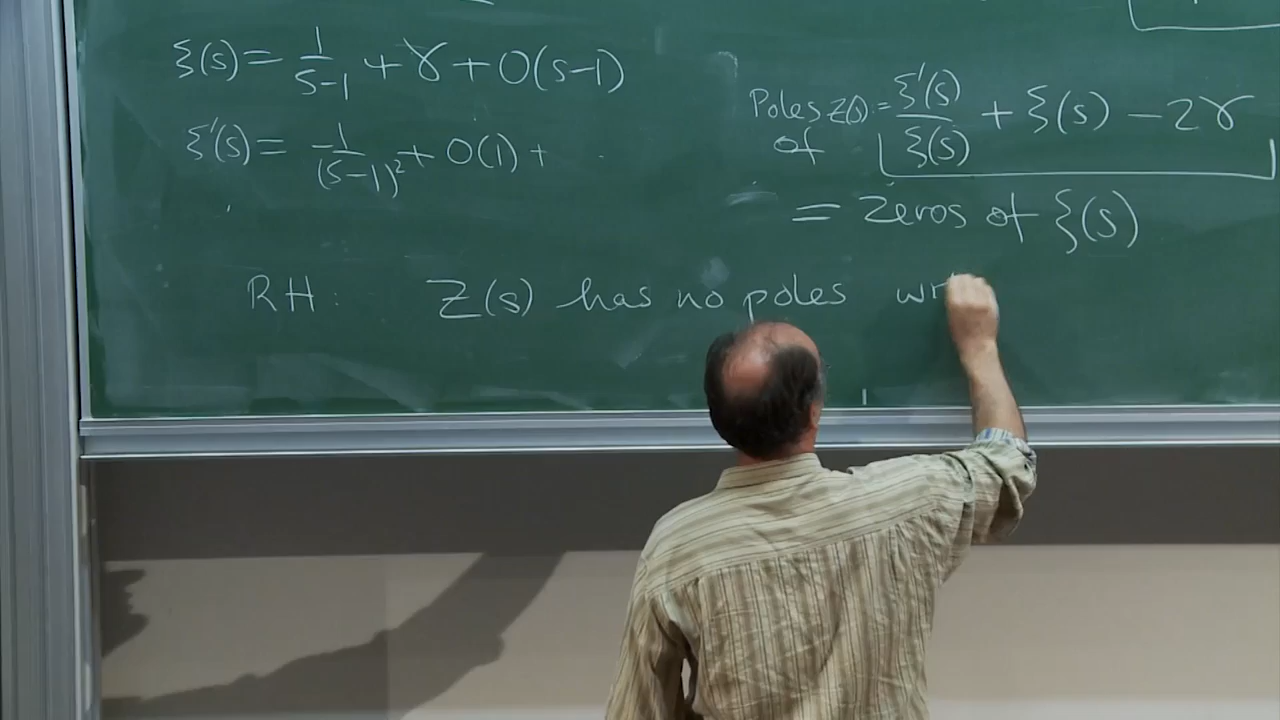 ξ(s) = 1/(s-1) + γ + O(s-1)
ξ'(s) = -1/(s-1)² + O(1) +
Poles Z(s) = ξ'(s)/ξ(s) + ξ(s) - 2γ
of
= zeros of ξ(s)
RH: Z(s) has no poles